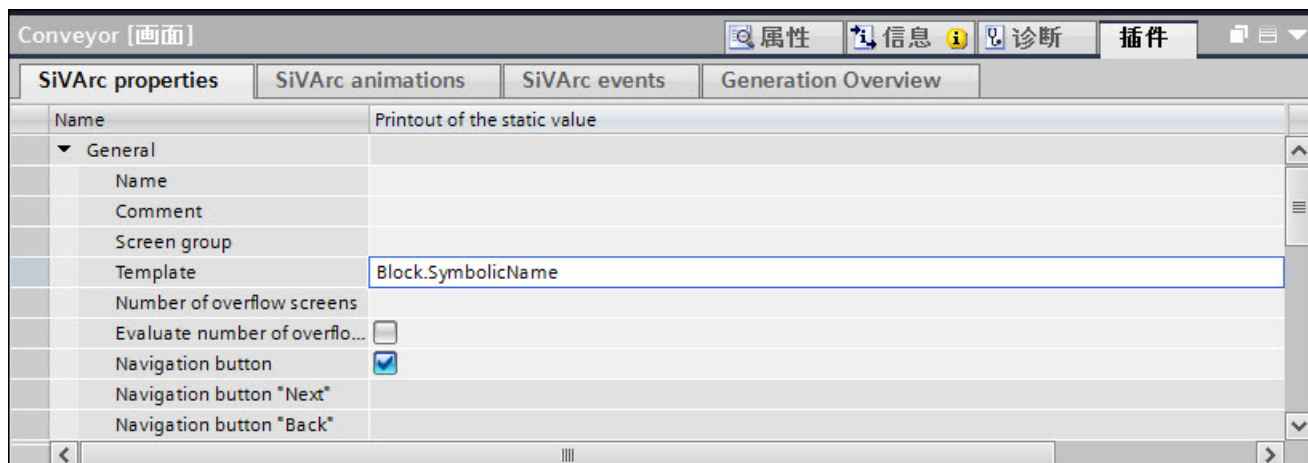 Conveyor [画面] 属性 信息 诊断 插件
SiVArc properties SiVArc animations SiVArc events Generation Overview
Name Printout of the static value
General
Name
Comment
Screen group
Template Block.SymbolicName
Number of overflow screens
Evaluate number of overflo...
Navigation button
Navigation button "Next"
Navigation button "Back"